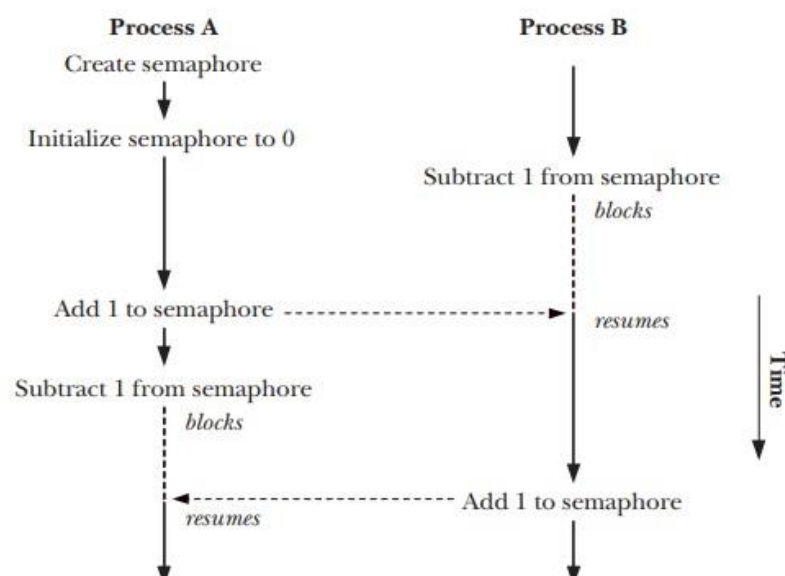 Process A
Process B
Create semaphore
Initialize semaphore to 0
Subtract 1 from semaphore
blocks
Add 1 to semaphore
resumes
Subtract 1 from semaphore
blocks
Time
Add 1 to semaphore
resumes